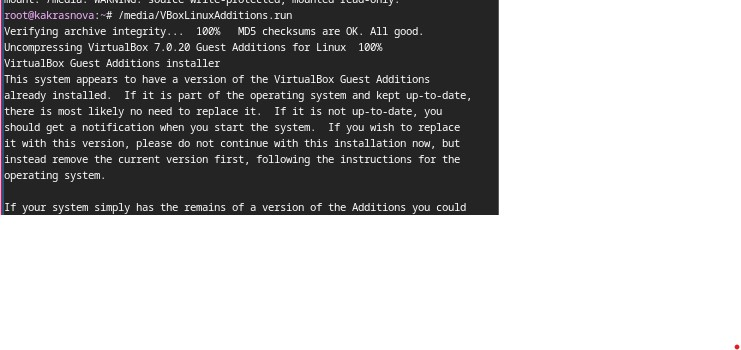 mount: /media: WARNING: source write-protected, mounted read-only.
root@kakrasnova:~# /media/VBoxLinuxAdditions.run
Verifying archive integrity...  100%   MD5 checksums are OK. All good.
Uncompressing VirtualBox 7.0.20 Guest Additions for Linux  100%
VirtualBox Guest Additions installer
This system appears to have a version of the VirtualBox Guest Additions
already installed.  If it is part of the operating system and kept up-to-date,
there is most likely no need to replace it.  If it is not up-to-date, you
should get a notification when you start the system.  If you wish to replace
it with this version, please do not continue with this installation now, but
instead remove the current version first, following the instructions for the
operating system.
If your system simply has the remains of a version of the Additions you could